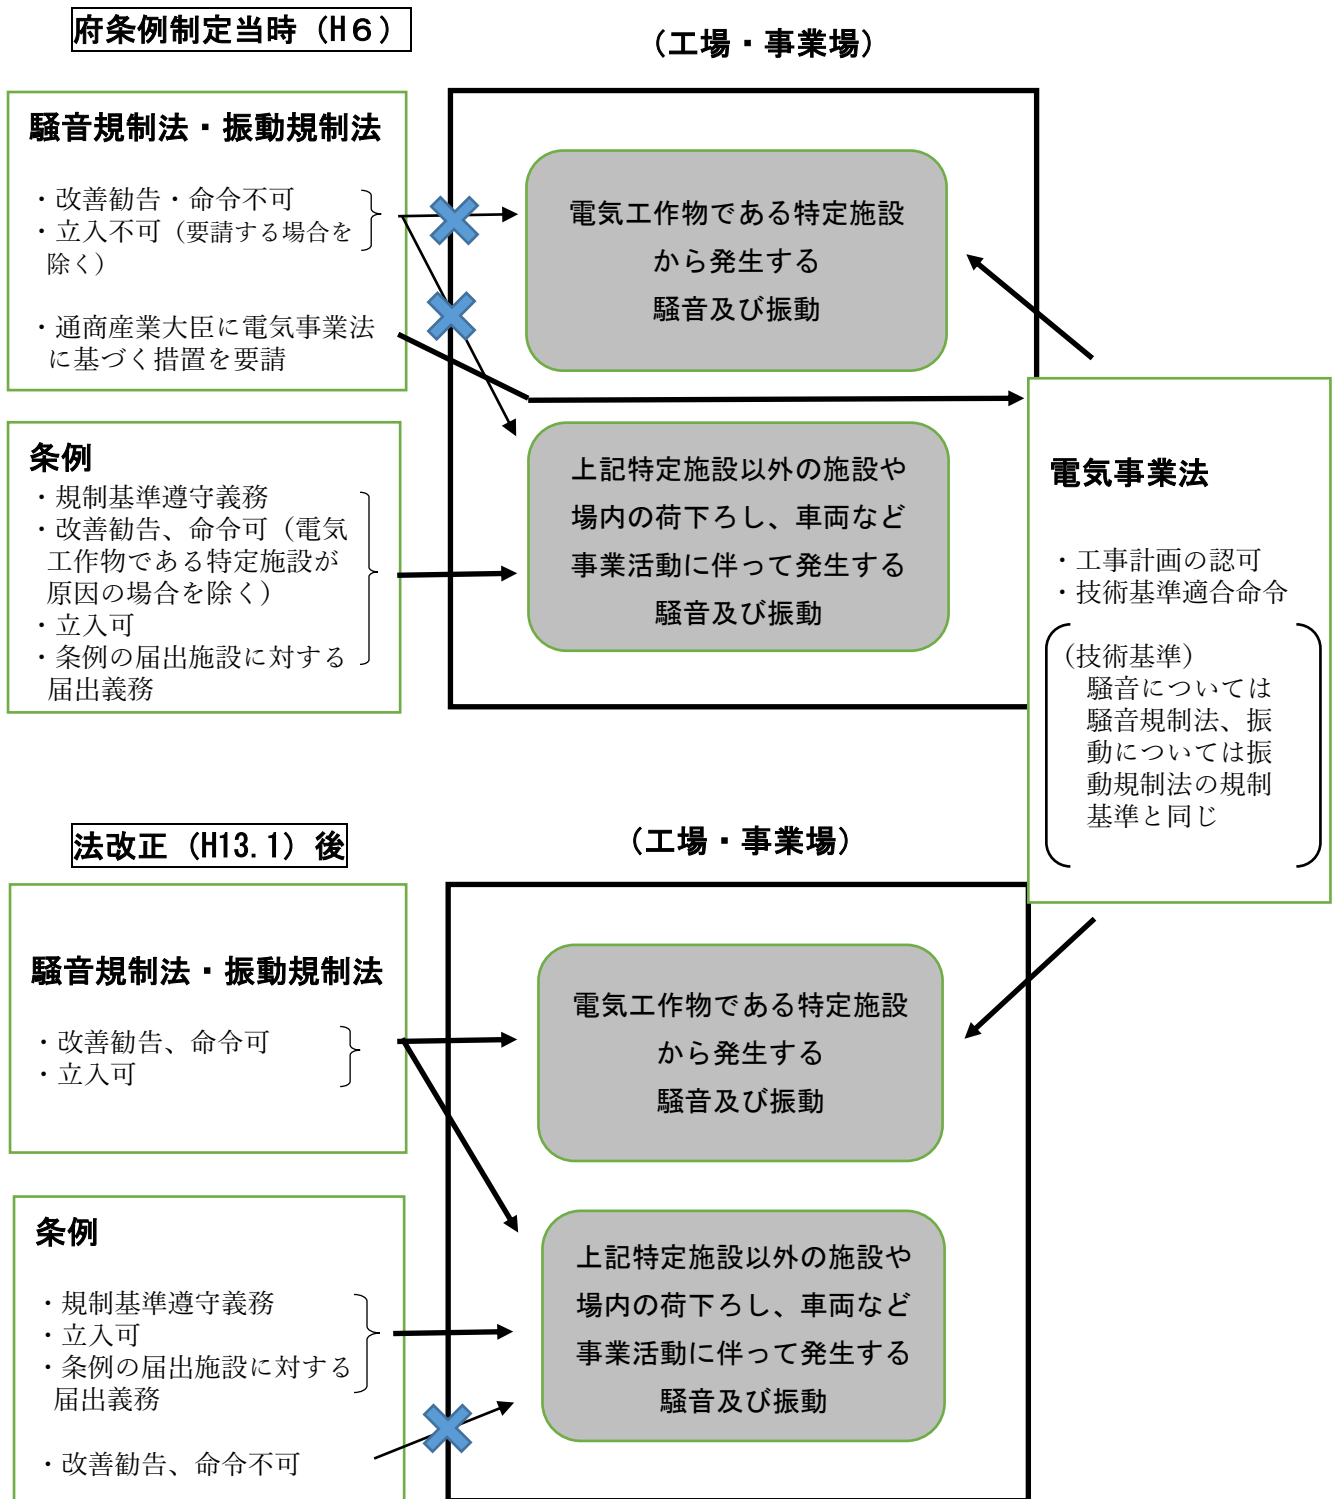 府条例制定当時（H６）
（工場・事業場）
騒音規制法・振動規制法
・改善勧告・命令不可
・立入不可（要請する場合を
除く）
・通商産業大臣に電気事業法
に基づく措置を要請
電気工作物である特定施設
から発生する
騒音及び振動
条例
・規制基準遵守義務
・改善勧告、命令可（電気
工作物である特定施設が
原因の場合を除く）
・立入可
・条例の届出施設に対する
届出義務
上記特定施設以外の施設や
場内の荷下ろし、車両など
事業活動に伴って発生する
騒音及び振動
電気事業法
・工事計画の認可
・技術基準適合命令
（技術基準）
騒音については
騒音規制法、振
動については振
動規制法の規制
基準と同じ
法改正（H13.1）後
（工場・事業場）
騒音規制法・振動規制法
・改善勧告、命令可
・立入可
電気工作物である特定施設
から発生する
騒音及び振動
条例
・規制基準遵守義務
・立入可
・条例の届出施設に対する
届出義務
・改善勧告、命令不可
上記特定施設以外の施設や
場内の荷下ろし、車両など
事業活動に伴って発生する
騒音及び振動